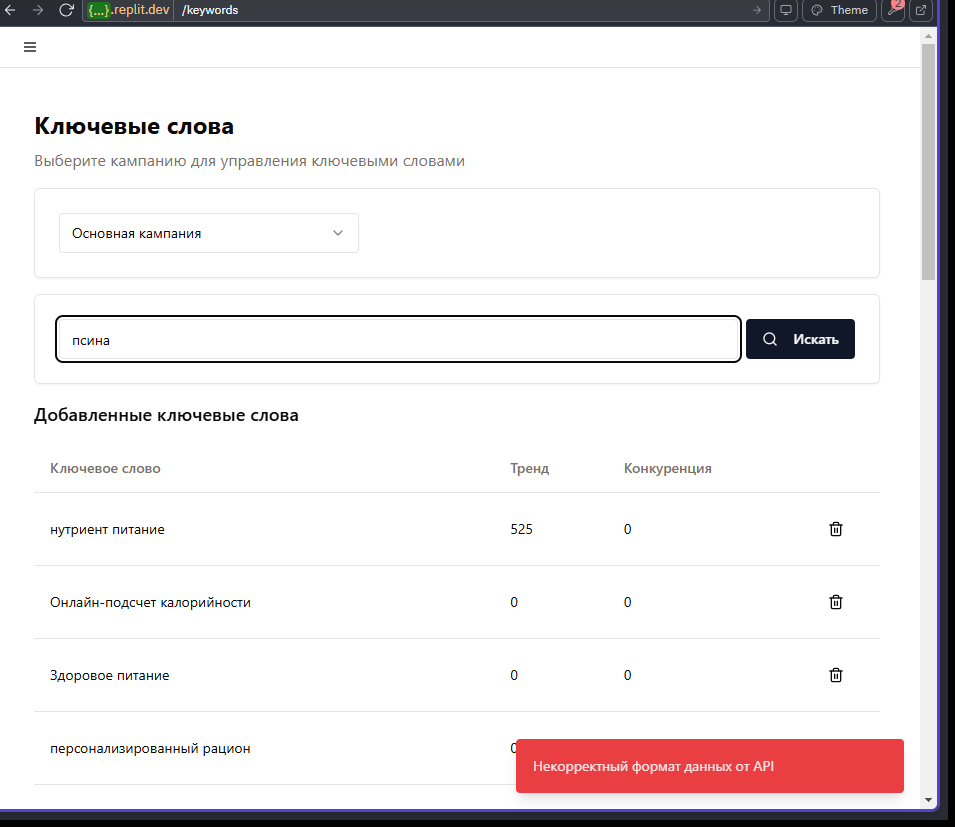 {...}.replit.dev /keywords Theme 2
Ключевые слова
Выберите кампанию для управления ключевыми словами
Основная кампания
псина Искать
Добавленные ключевые слова
Ключевое слово Тренд Конкуренция
нутриент питание 525 0
Онлайн-подсчет калорийности 0 0
Здоровое питание 0 0
персонализированный рацион 0
Некорректный формат данных от API